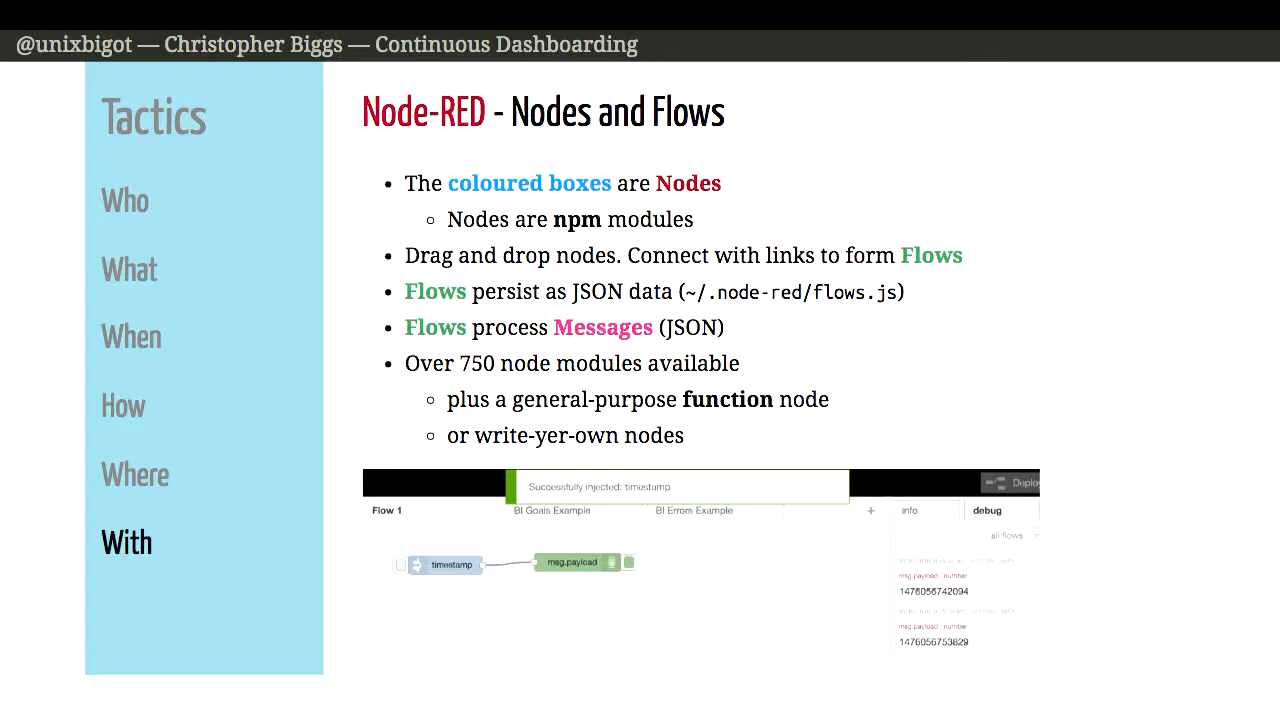 @unixbigot — Christopher Biggs — Continuous Dashboarding
Tactics
Who
What
When
How
Where
With
Node-RED - Nodes and Flows
The coloured boxes are Nodes
Nodes are npm modules
Drag and drop nodes. Connect with links to form Flows
Flows persist as JSON data (~/.node-red/flows.js)
Flows process Messages (JSON)
Over 750 node modules available
plus a general-purpose function node
or write-yer-own nodes
Successfully injected: timestamp
Deploy
Flow 1
BI Goals Example
BI Errors Example
+
info
debug
all flows
timestamp
msg.payload
msg.payload : number
1476056742094
msg.payload : number
1476056753829